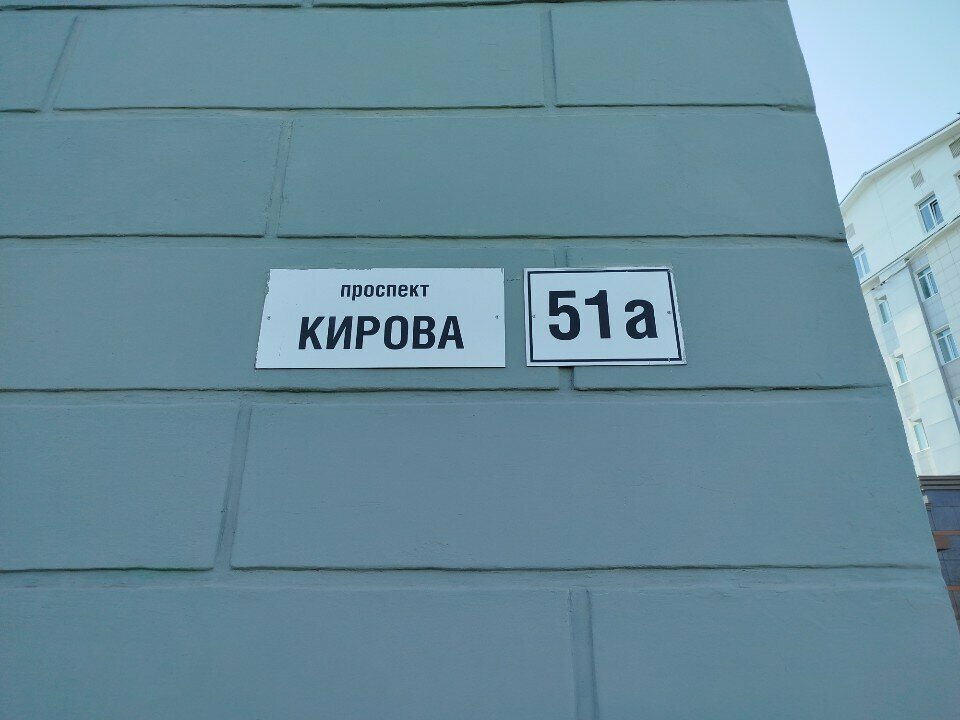 проспект
КИРОВА
51а